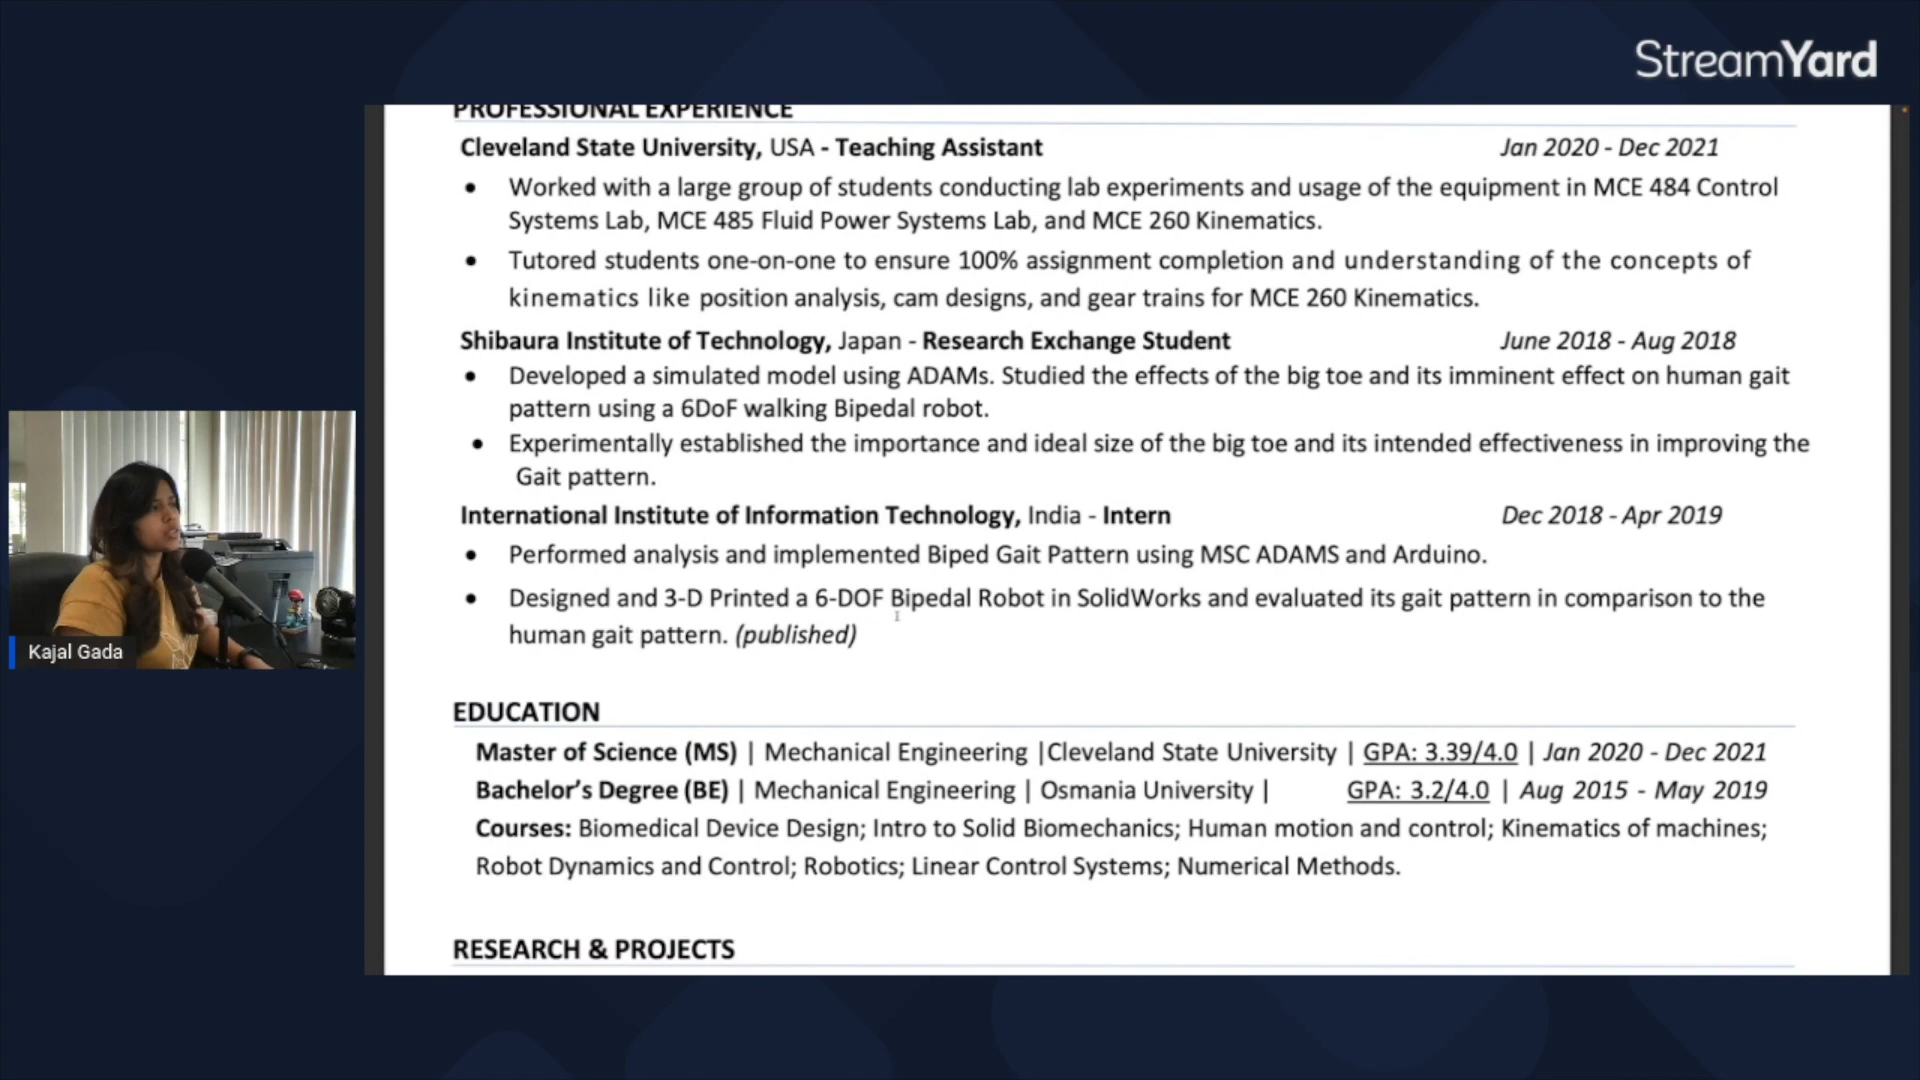 StreamYard
PROFESSIONAL EXPERIENCE
Cleveland State University, USA - Teaching Assistant Jan 2020 - Dec 2021
• Worked with a large group of students conducting lab experiments and usage of the equipment in MCE 484 Control
Systems Lab, MCE 485 Fluid Power Systems Lab, and MCE 260 Kinematics.
• Tutored students one-on-one to ensure 100% assignment completion and understanding of the concepts of
kinematics like position analysis, cam designs, and gear trains for MCE 260 Kinematics.
Shibaura Institute of Technology, Japan - Research Exchange Student June 2018 - Aug 2018
• Developed a simulated model using ADAMs. Studied the effects of the big toe and its imminent effect on human gait
pattern using a 6DoF walking Bipedal robot.
• Experimentally established the importance and ideal size of the big toe and its intended effectiveness in improving the
Gait pattern.
International Institute of Information Technology, India - Intern Dec 2018 - Apr 2019
• Performed analysis and implemented Biped Gait Pattern using MSC ADAMS and Arduino.
• Designed and 3-D Printed a 6-DOF Bipedal Robot in SolidWorks and evaluated its gait pattern in comparison to the
human gait pattern. (published)
EDUCATION
Master of Science (MS) | Mechanical Engineering |Cleveland State University | GPA: 3.39/4.0 | Jan 2020 - Dec 2021
Bachelor's Degree (BE) | Mechanical Engineering | Osmania University | GPA: 3.2/4.0 | Aug 2015 - May 2019
Courses: Biomedical Device Design; Intro to Solid Biomechanics; Human motion and control; Kinematics of machines;
Robot Dynamics and Control; Robotics; Linear Control Systems; Numerical Methods.
RESEARCH & PROJECTS
Kajal Gada